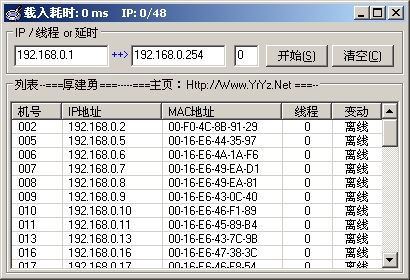 载入耗时: 0 ms IP: 0/48
IP / 线程 or 延时
192.168.0.1 ++> 192.168.0.254 0 开始(S) 清空(C)
列表--===厚建勇===-----===主页：Http://Www.YrYz.Net ===--
机号 IP地址 MAC地址 线程 变动
002 192.168.0.2 00-F0-4C-8B-91-29 0 离线
005 192.168.0.5 00-16-E6-44-35-97 0 离线
006 192.168.0.6 00-16-E6-4A-1A-F6 0 离线
007 192.168.0.7 00-16-E6-49-EA-D1 0 离线
008 192.168.0.8 00-16-E6-49-EA-81 0 离线
009 192.168.0.9 00-16-E6-43-0C-40 0 离线
010 192.168.0.10 00-16-E6-46-F1-89 0 离线
011 192.168.0.11 00-16-E6-45-89-B4 0 离线
013 192.168.0.13 00-16-E6-43-7C-9B 0 离线
016 192.168.0.16 00-16-E6-47-38-3C 0 离线
017 192.168.0.17 00-16-E6-46-F8-54 0 离线